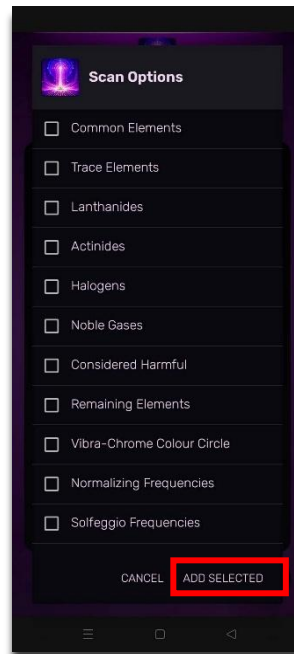 Scan Options
Common Elements
Trace Elements
Lanthanides
Actinides
Halogens
Noble Gases
Considered Harmful
Remaining Elements
Vibra-Chrome Colour Circle
Normalizing Frequencies
Solfeggio Frequencies
CANCEL ADD SELECTED